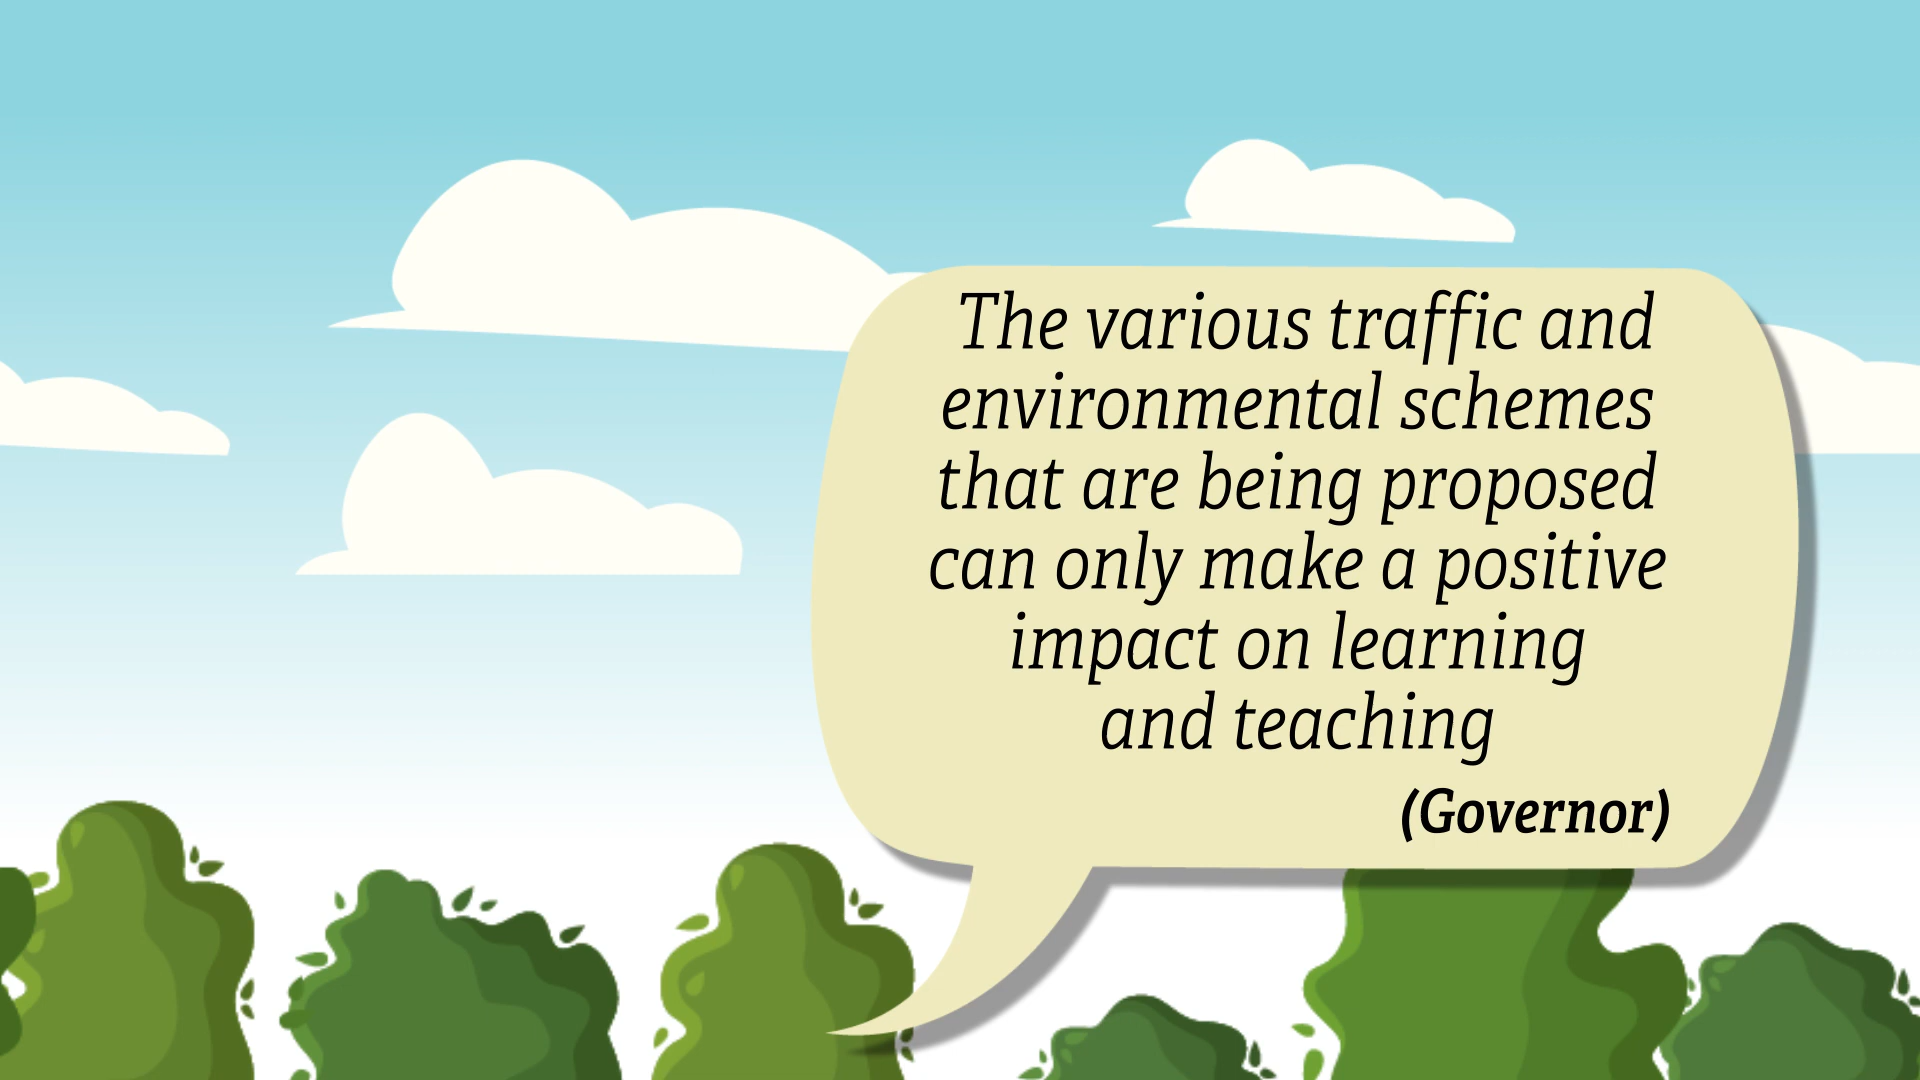 The various traffic and
environmental schemes
that are being proposed
can only make a positive
impact on learning
and teaching
(Governor)